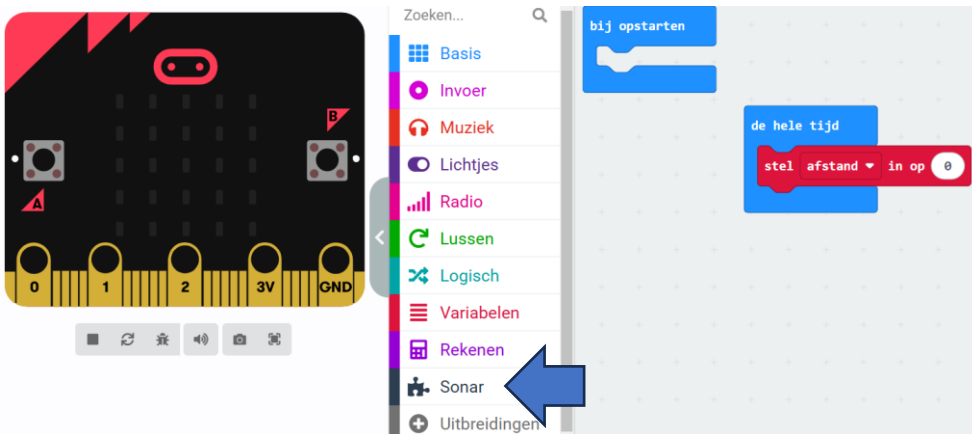 B
A
0 1 2 3V GND
Zoeken...
Basis
Invoer
Muziek
Lichtjes
Radio
Lussen
Logisch
Variabelen
Rekenen
Sonar
Uitbreidingen
bij opstarten
de hele tijd
stel afstand in op 0